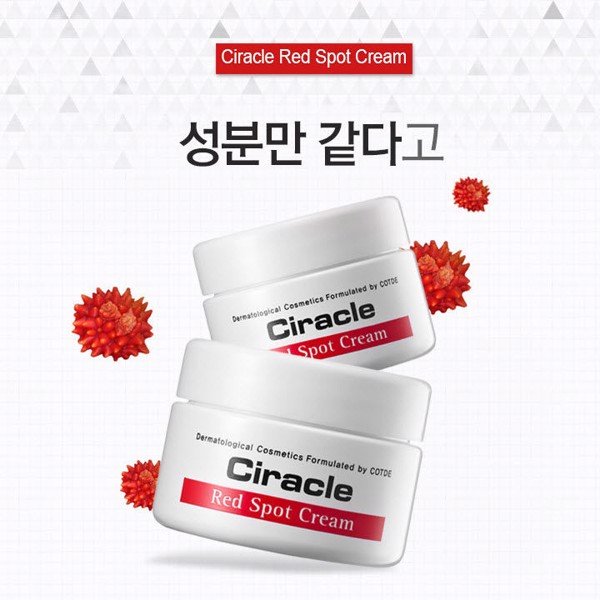 Ciracle Red Spot Cream
성분만 같다고
Dermatological Cosmetics Formulated by COTDE
Ciracle
Red Spot Cream
Dermatological Cosmetics Formulated by COTDE
Ciracle
Red Spot Cream